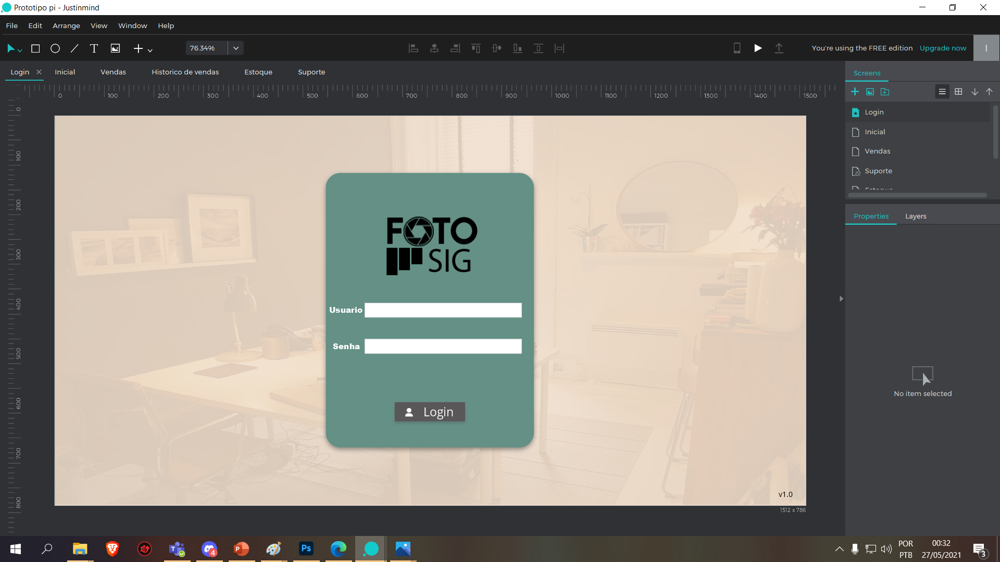 Prototipo pi - Justinmind
File Edit Arrange View Window Help
76.34%
You're using the FREE edition Upgrade now I
Login Inicial Vendas Historico de vendas Estoque Suporte
0 100 200 300 400 500 600 700 800 900 1000 1100 1200 1300 1400 1500
0
100
200
300
400
500
600
700
800
FOTO
SIG
Usuario
Senha
Login
v1.0
1512 x 786
Screens
Login
Inicial
Vendas
Suporte
Estoque
Properties Layers
No item selected
4
Ps
POR
PTB
00:32
27/05/2021
3